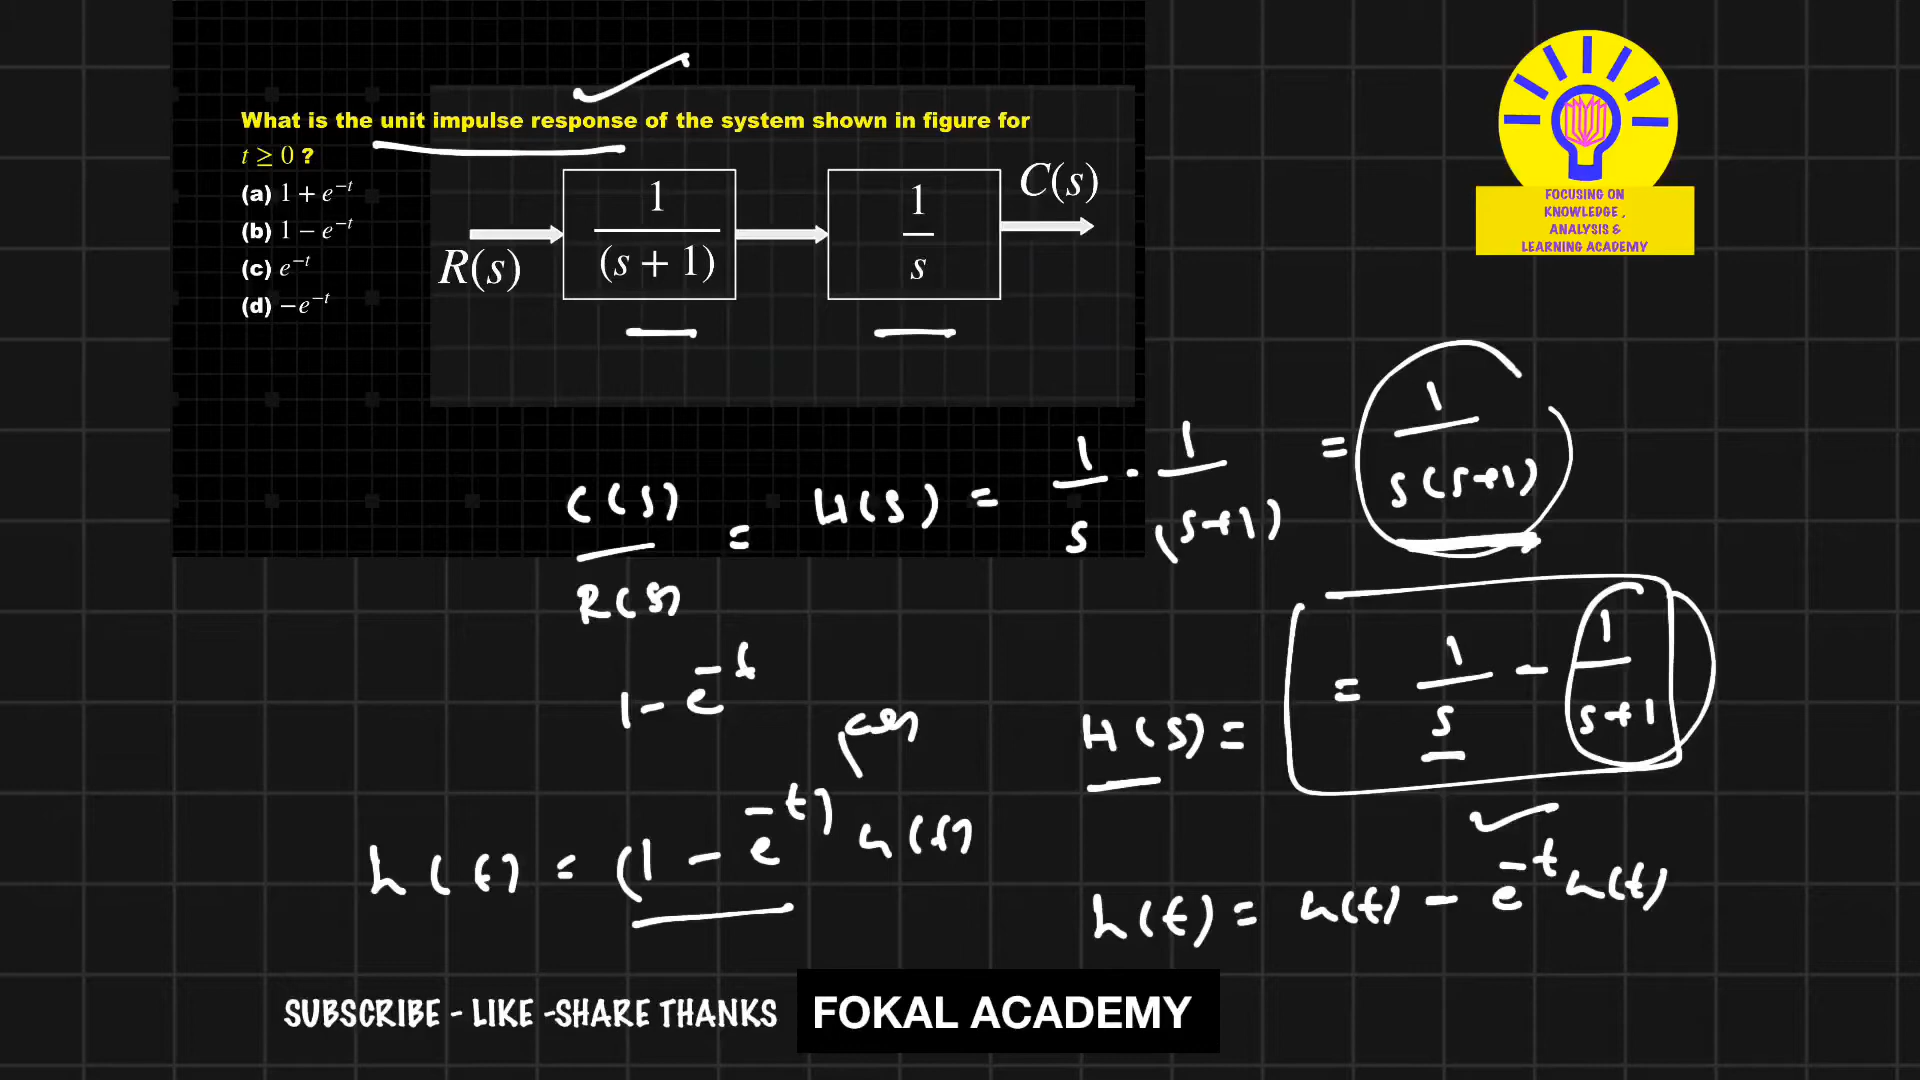 What is the unit impulse response of the system shown in figure for
t ≥ 0 ?
(a) 1 + e^{−t}
(b) 1 − e^{−t}
(c) e^{−t}
(d) −e^{−t}
R(s)
1
(s + 1)
1
s
C(s)
FOCUSING ON
KNOWLEDGE ,
ANALYSIS &
LEARNING ACADEMY
C(s)/R(s) = H(s) = 1/s · 1/(s+1) = 1/s(s+1)
H(s) = = 1/s − 1/s+1
1 − e^{−t}
h(t) = (1 − e^{−t}) u(t)
h(t) = u(t) − e^{−t} u(t)
SUBSCRIBE - LIKE -SHARE THANKS
FOKAL ACADEMY